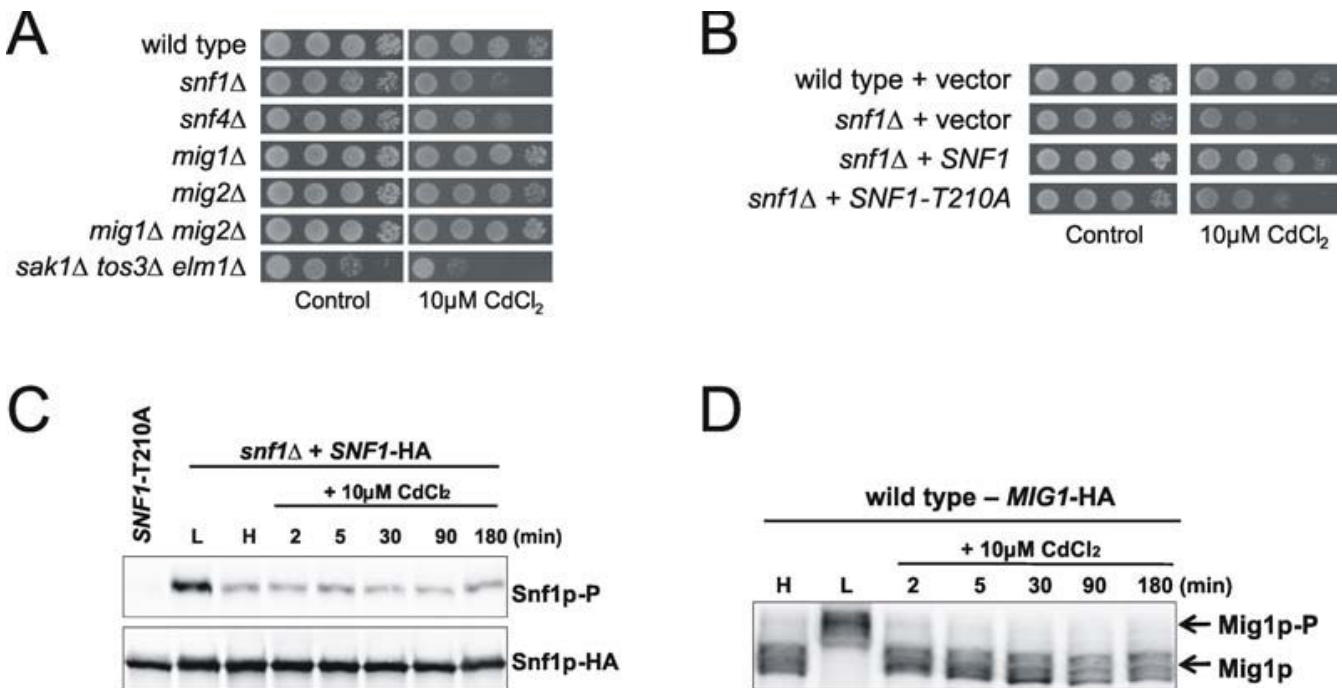 A
wild type
snf1Δ
snf4Δ
mig1Δ
mig2Δ
mig1Δ mig2Δ
sak1Δ tos3Δ elm1Δ
Control
10µM CdCl₂
B
wild type + vector
snf1Δ + vector
snf1Δ + SNF1
snf1Δ + SNF1-T210A
Control
10µM CdCl₂
C
SNF1-T210A
snf1Δ + SNF1-HA
+ 10µM CdCl₂
L H 2 5 30 90 180 (min)
Snf1p-P
Snf1p-HA
D
wild type – MIG1-HA
+ 10µM CdCl₂
H L 2 5 30 90 180 (min)
Mig1p-P
Mig1p